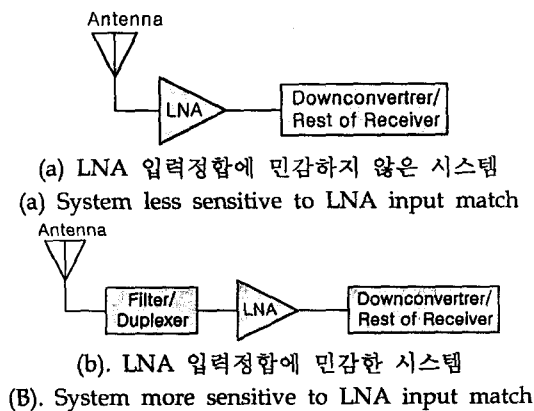 Antenna
LNA
Downconvertrer/
Rest of Receiver
(a) LNA 입력정합에 민감하지 않은 시스템
(a) System less sensitive to LNA input match
Antenna
Filter/
Duplexer
LNA
Downconvertrer/
Rest of Receiver
(b). LNA 입력정합에 민감한 시스템
(B). System more sensitive to LNA input match